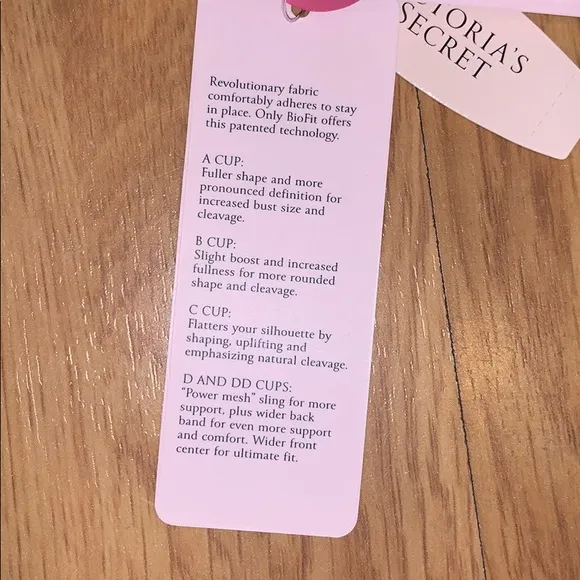 SECRET
Revolutionary fabric
comfortably adheres to stay
in place. Only BioFit offers
this patented technology.
A CUP:
Fuller shape and more
pronounced definition for
increased bust size and
cleavage.
B CUP:
Slight boost and increased
fullness for more rounded
shape and cleavage.
C CUP:
Flatters your silhouette by
shaping, uplifting and
emphasizing natural cleavage.
D AND DD CUPS:
"Power mesh" sling for more
support, plus wider back
band for even more support
and comfort. Wider front
center for ultimate fit.